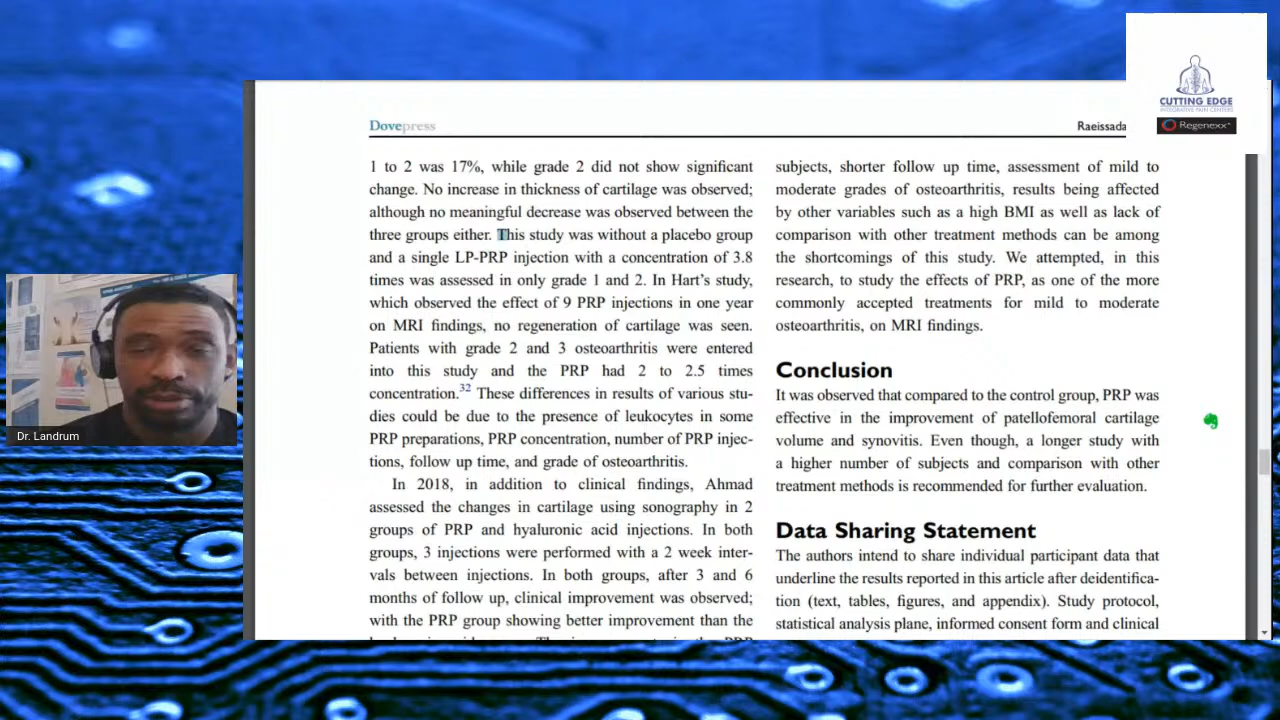 CUTTING EDGE
INTEGRATIVE PAIN CENTERS
Regenexx™
Dovepress
Raeissada
1 to 2 was 17%, while grade 2 did not show significant
change. No increase in thickness of cartilage was observed;
although no meaningful decrease was observed between the
three groups either. This study was without a placebo group
and a single LP-PRP injection with a concentration of 3.8
times was assessed in only grade 1 and 2. In Hart's study,
which observed the effect of 9 PRP injections in one year
on MRI findings, no regeneration of cartilage was seen.
Patients with grade 2 and 3 osteoarthritis were entered
into this study and the PRP had 2 to 2.5 times
concentration.32 These differences in results of various stu-
dies could be due to the presence of leukocytes in some
PRP preparations, PRP concentration, number of PRP injec-
tions, follow up time, and grade of osteoarthritis.
In 2018, in addition to clinical findings, Ahmad
assessed the changes in cartilage using sonography in 2
groups of PRP and hyaluronic acid injections. In both
groups, 3 injections were performed with a 2 week inter-
vals between injections. In both groups, after 3 and 6
months of follow up, clinical improvement was observed;
with the PRP group showing better improvement than the
subjects, shorter follow up time, assessment of mild to
moderate grades of osteoarthritis, results being affected
by other variables such as a high BMI as well as lack of
comparison with other treatment methods can be among
the shortcomings of this study. We attempted, in this
research, to study the effects of PRP, as one of the more
commonly accepted treatments for mild to moderate
osteoarthritis, on MRI findings.
Conclusion
It was observed that compared to the control group, PRP was
effective in the improvement of patellofemoral cartilage
volume and synovitis. Even though, a longer study with
a higher number of subjects and comparison with other
treatment methods is recommended for further evaluation.
Data Sharing Statement
The authors intend to share individual participant data that
underline the results reported in this article after deidentifica-
tion (text, tables, figures, and appendix). Study protocol,
statistical analysis plane, informed consent form and clinical
Dr. Landrum